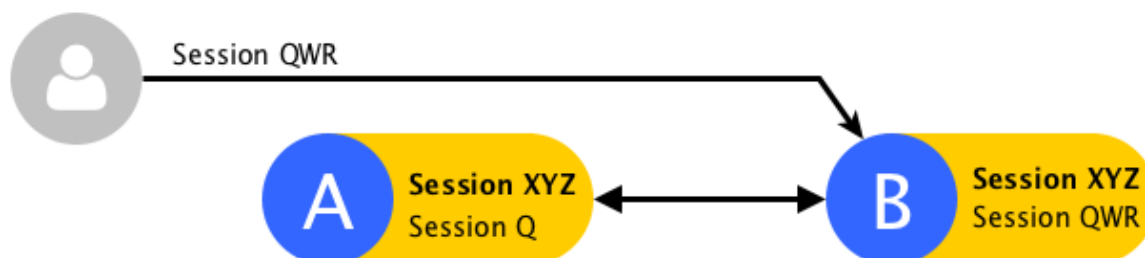 Session QWR
A
Session XYZ
Session Q
B
Session XYZ
Session QWR